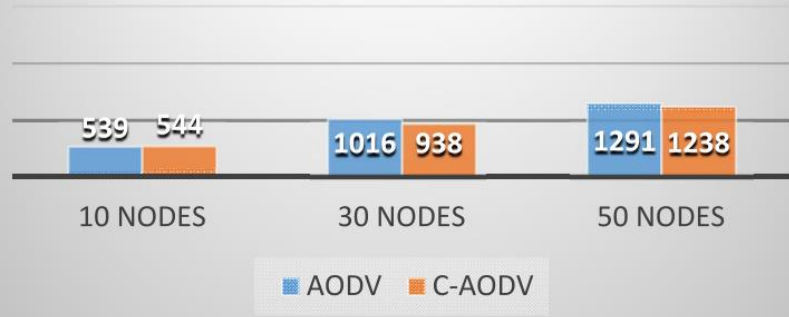 539 544
1016 938
1291 1238
10 NODES 30 NODES 50 NODES
AODV C-AODV